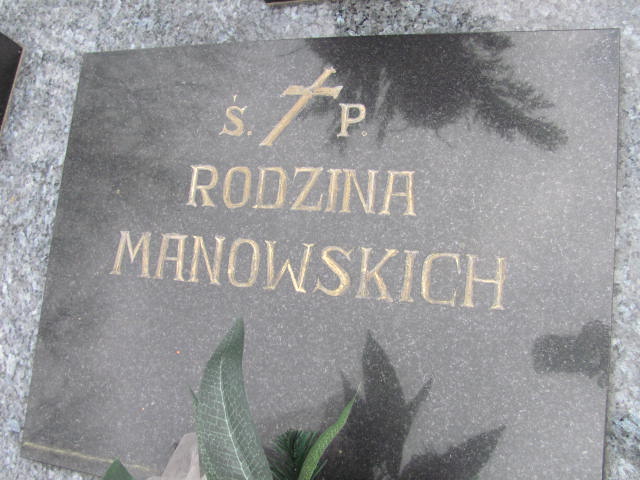 Ś. P.
RODZINA
MANOWSKICH